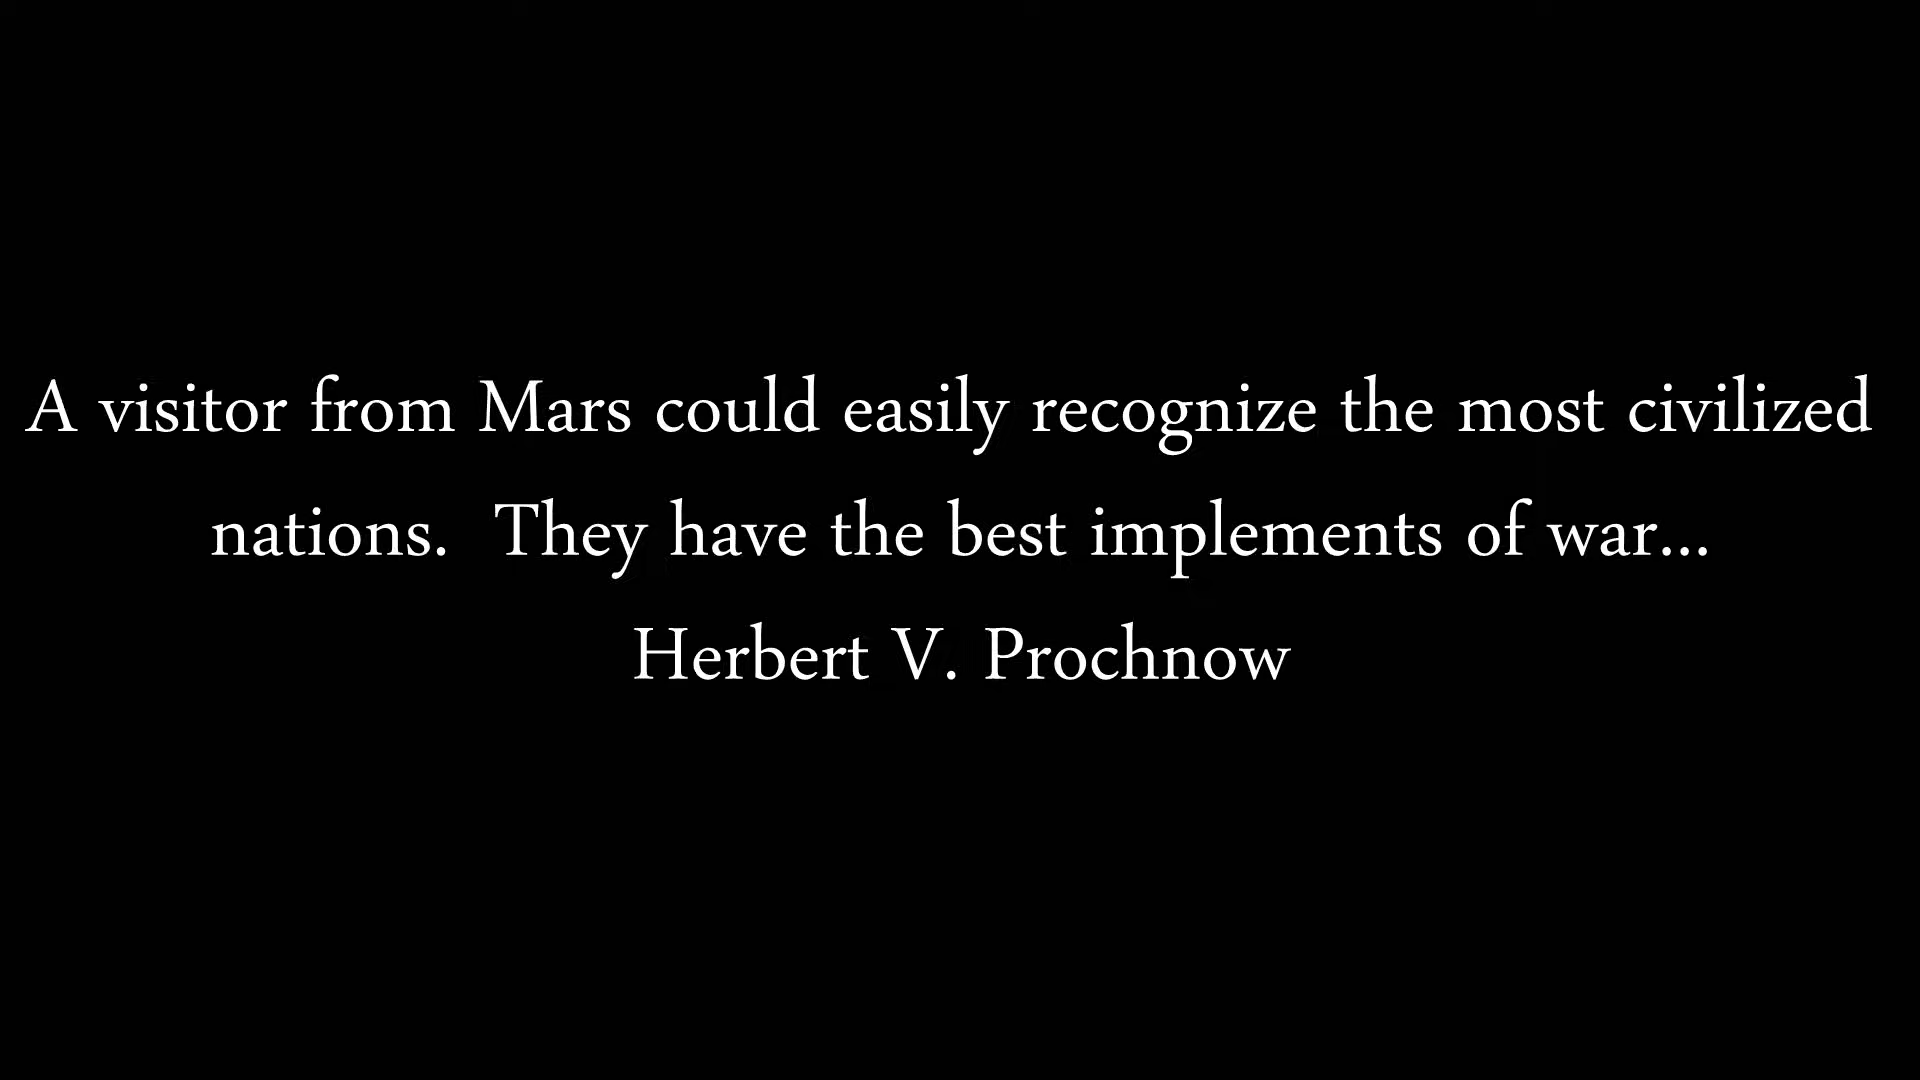 A visitor from Mars could easily recognize the most civilized
nations.  They have the best implements of war...
Herbert V. Prochnow